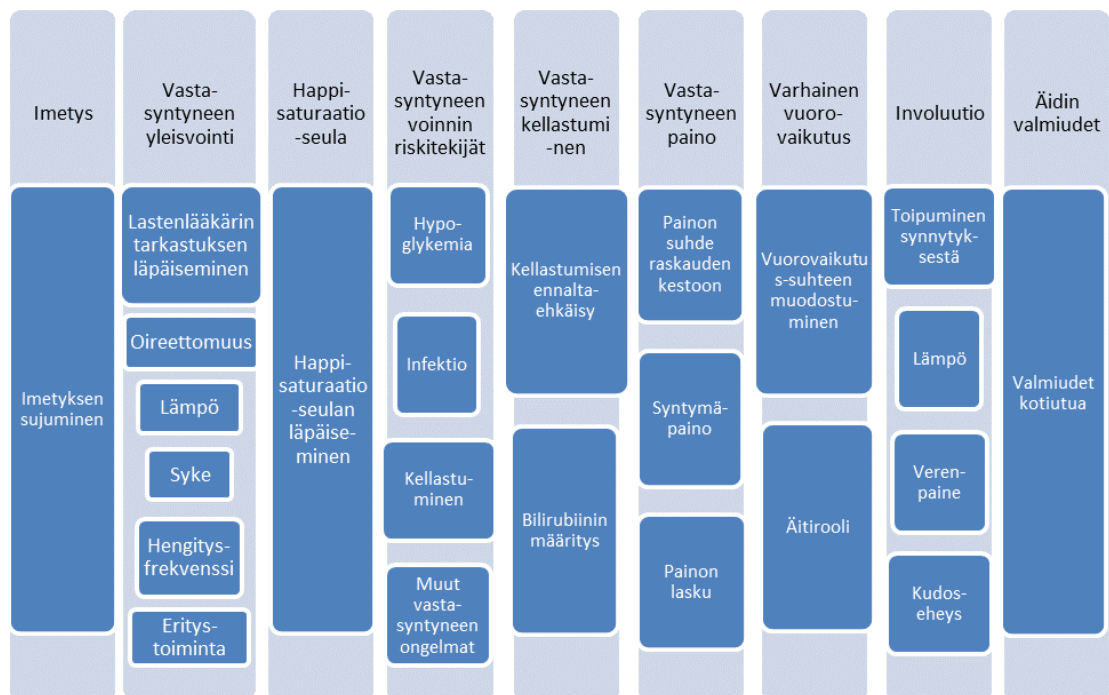 Imetys
Imetyksen
sujuminen
Vasta-
syntyneen
yleisvointi
Lastenlääkärin
tarkastuksen
läpäiseminen
Oireettomuus
Lämpö
Syke
Hengitys-
frekvenssi
Eritys-
toiminta
Happi-
saturaatio
-seula
Happi-
saturaatio
-seulan
läpäise-
minen
Vasta-
syntyneen
voinnin
riskitekijät
Hypo-
glykemia
Infektio
Kellastu-
minen
Muut
vasta-
syntyneen
ongelmat
Vasta-
syntyneen
kellastumi
-nen
Kellastumisen
ennalta-
ehkäisy
Bilirubiinin
määritys
Vasta-
syntyneen
paino
Painon
suhde
raskauden
kestoon
Syntymä-
paino
Painon
lasku
Varhainen
vuoro-
vaikutus
Vuorovaikutu
s-suhteen
muodostu-
minen
Äitirooli
Involuutio
Toipuminen
synnytyk-
sestä
Lämpö
Veren-
paine
Kudos-
eheys
Äidin
valmiudet
Valmiudet
kotiutua